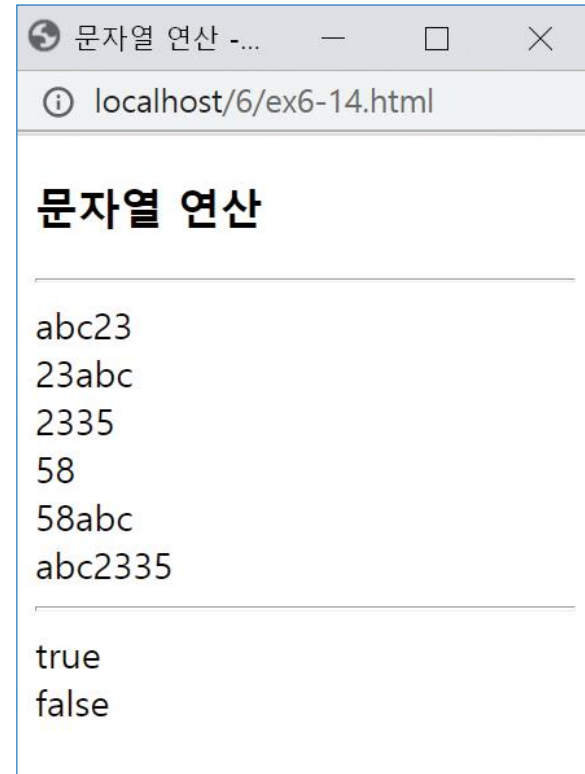 문자열 연산 -...
localhost/6/ex6-14.html
문자열 연산
abc23
23abc
2335
58
58abc
abc2335
true
false